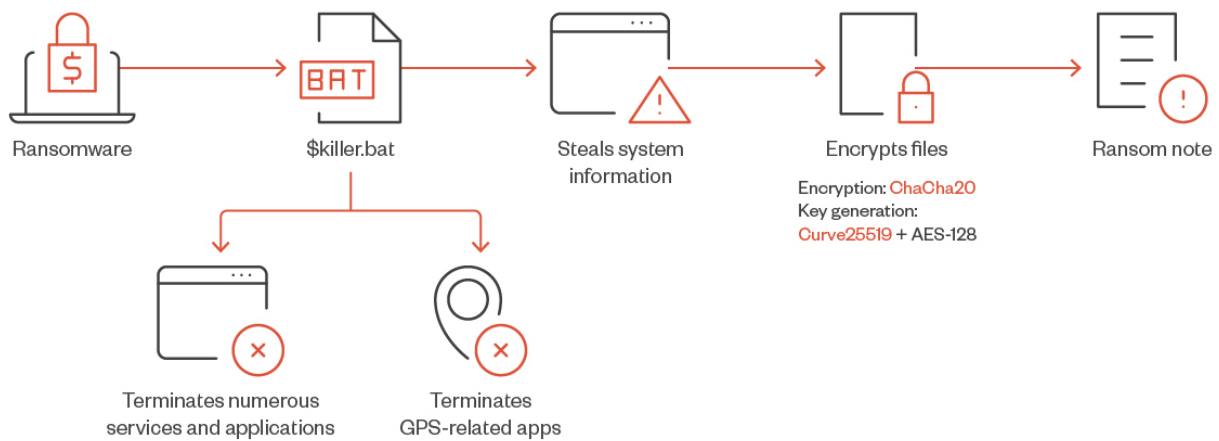 $
BAT
Ransomware
$killer.bat
Steals system
information
Encrypts files
Ransom note
Encryption: ChaCha20
Key generation:
Curve25519 + AES-128
Terminates numerous
services and applications
Terminates
GPS-related apps